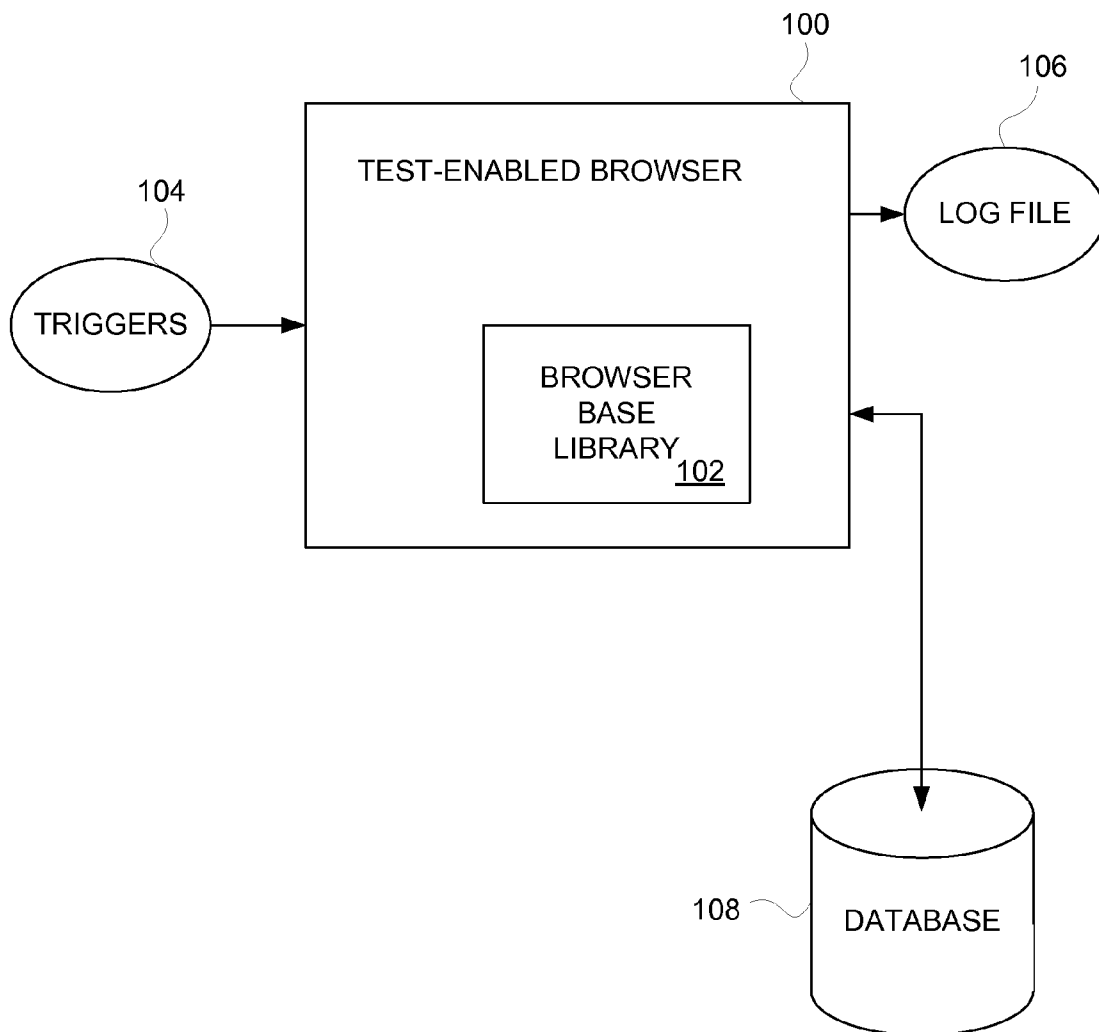 100
106
TEST-ENABLED BROWSER
104
LOG FILE
TRIGGERS
BROWSER
BASE
LIBRARY
102
108
DATABASE